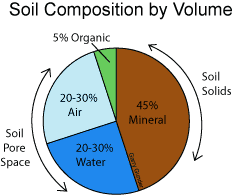 Soil Composition by Volume
5% Organic
Soil
Solids
20-30%
Air
45%
Mineral
Soil
Pore
Space
20-30%
Water